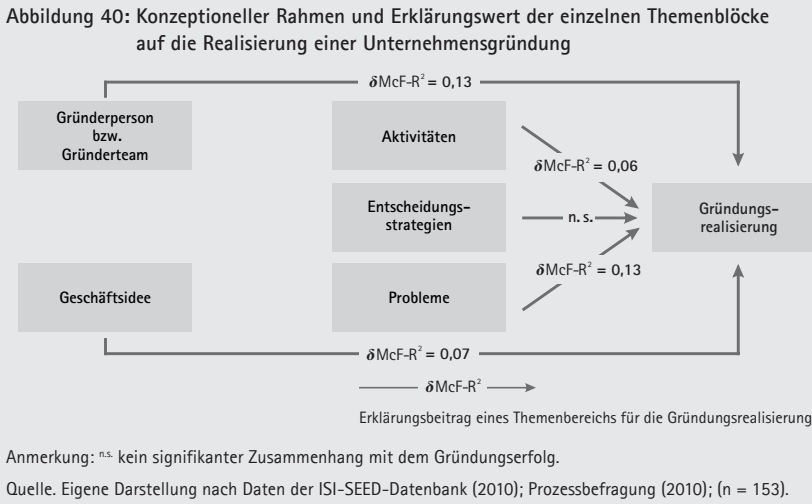 Abbildung 40: Konzeptioneller Rahmen und Erklärungswert der einzelnen Themenblöcke
auf die Realisierung einer Unternehmensgründung
δMcF-R² = 0,13
Gründerperson
bzw.
Gründerteam
Aktivitäten
δMcF-R² = 0,06
Entscheidungs-
strategien
n. s.
Gründungs-
realisierung
δMcF-R² = 0,13
Geschäftsidee
Probleme
δMcF-R² = 0,07
δMcF-R²
Erklärungsbeitrag eines Themenbereichs für die Gründungsrealisierung
Anmerkung: n.s. kein signifikanter Zusammenhang mit dem Gründungserfolg.
Quelle. Eigene Darstellung nach Daten der ISI-SEED-Datenbank (2010); Prozessbefragung (2010); (n = 153).